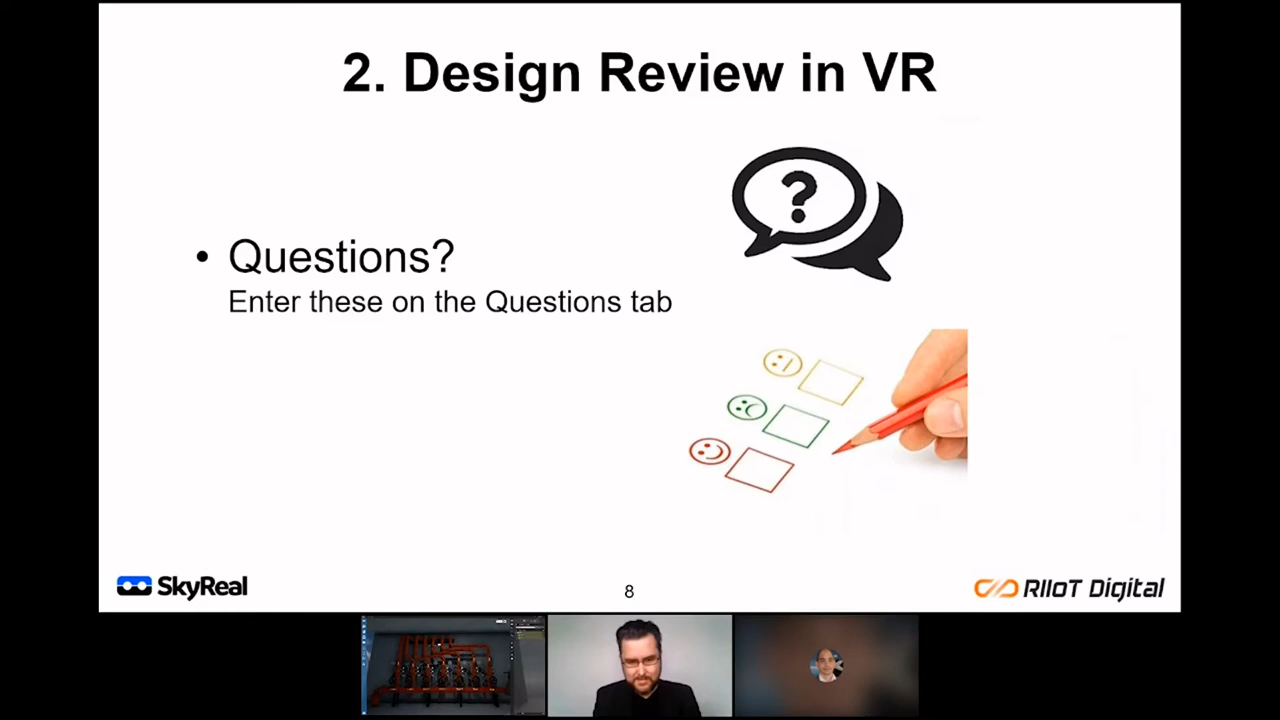 2. Design Review in VR
• Questions?
Enter these on the Questions tab
SkyReal
8
RIIoT Digital